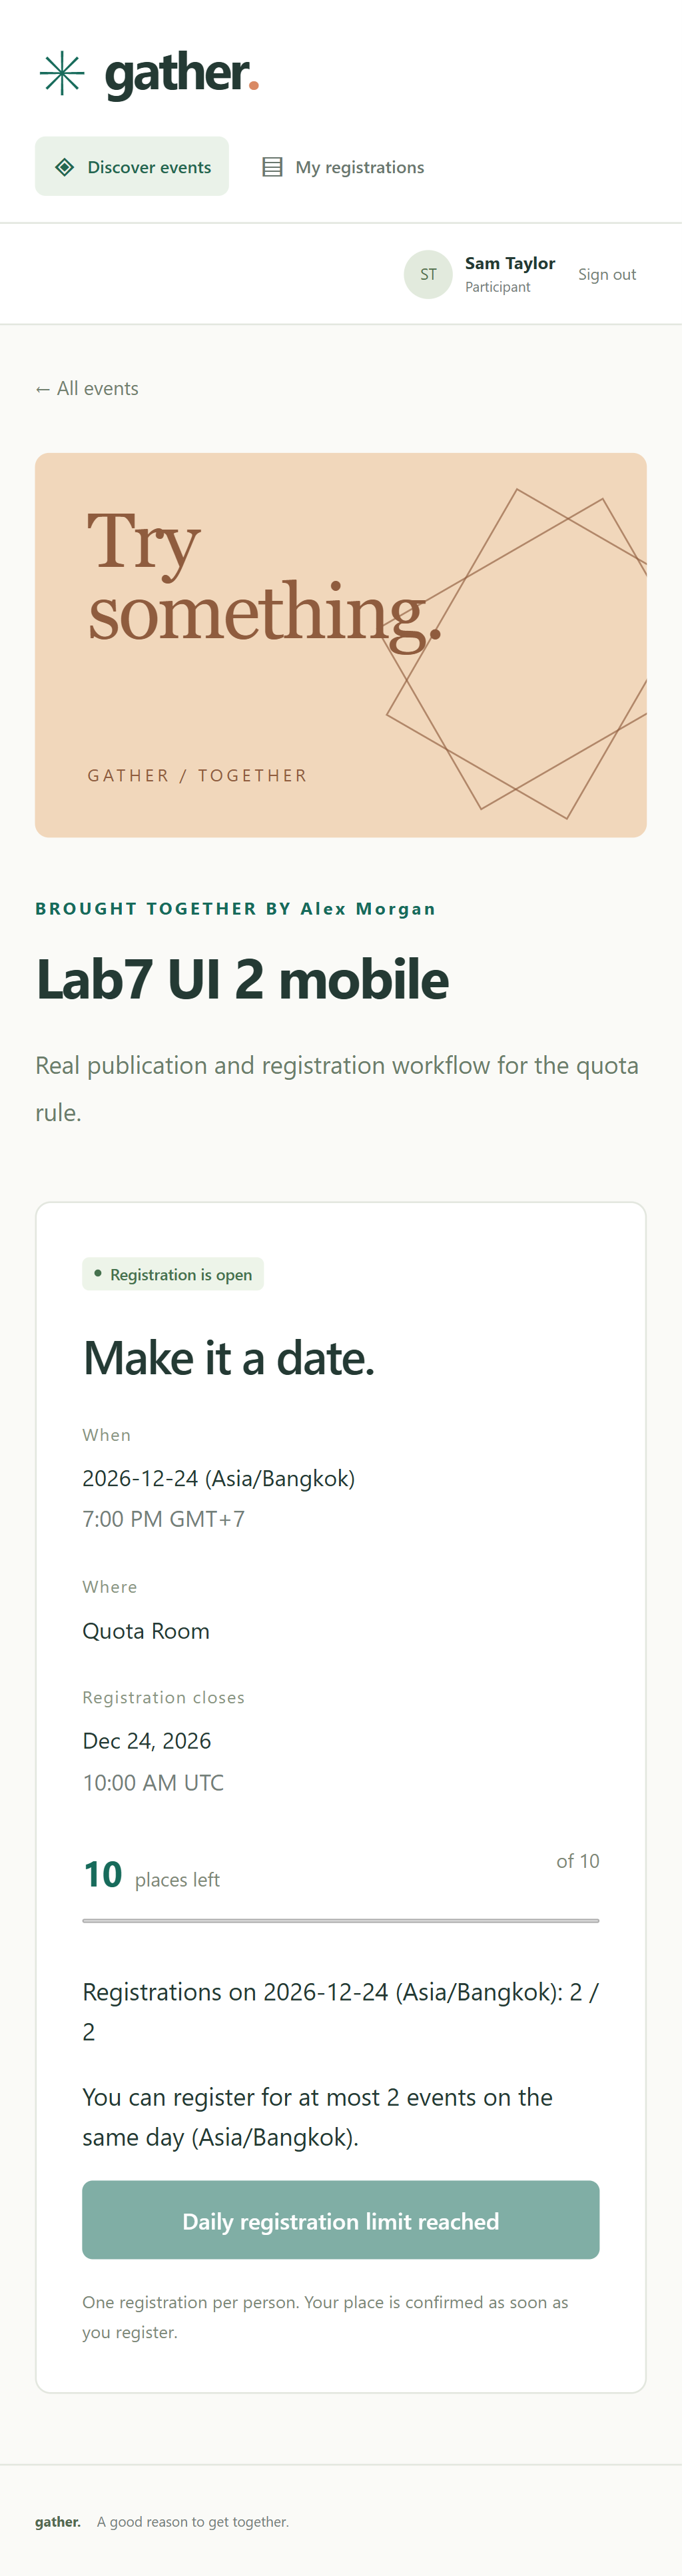 gather.
Discover events
My registrations
ST
Sam Taylor
Participant
Sign out
← All events
Try
something.
GATHER / TOGETHER
BROUGHT TOGETHER BY Alex Morgan
Lab7 UI 2 mobile
Real publication and registration workflow for the quota
rule.
Registration is open
Make it a date.
When
2026-12-24 (Asia/Bangkok)
7:00 PM GMT+7
Where
Quota Room
Registration closes
Dec 24, 2026
10:00 AM UTC
10 places left
of 10
Registrations on 2026-12-24 (Asia/Bangkok): 2 /
2
You can register for at most 2 events on the
same day (Asia/Bangkok).
Daily registration limit reached
One registration per person. Your place is confirmed as soon as
you register.
gather. A good reason to get together.